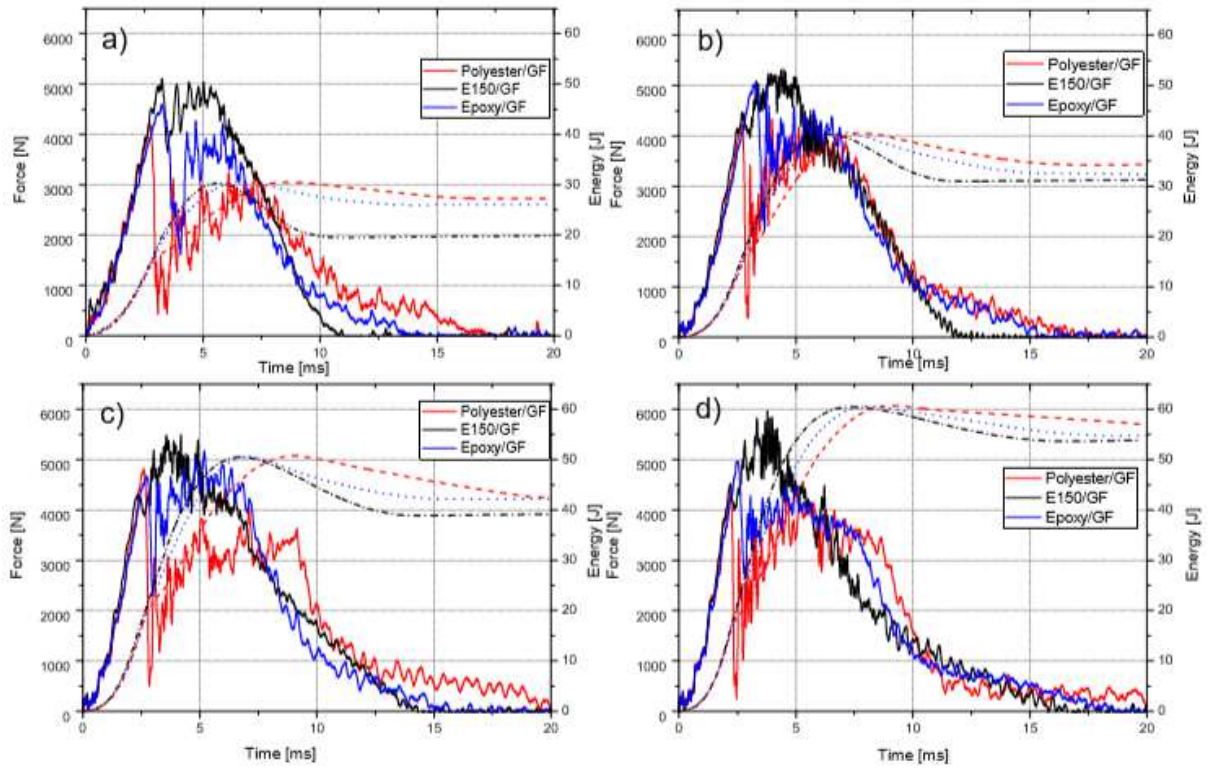 a)
Force [N]
6000
5000
4000
3000
2000
1000
0
Polyester/GF
E150/GF
Epoxy/GF
60
50
40
30
20
10
0
Energy [J]
0 5 10 15 20
Time [ms]
b)
Force [N]
6000
5000
4000
3000
2000
1000
0
Polyester/GF
E150/GF
Epoxy/GF
60
50
40
30
20
10
0
Energy [J]
0 5 10 15 20
Time [ms]
c)
Force [N]
6000
5000
4000
3000
2000
1000
0
Polyester/GF
E150/GF
Epoxy/GF
60
50
40
30
20
10
0
Energy [J]
0 5 10 15 20
Time [ms]
d)
Force [N]
6000
5000
4000
3000
2000
1000
0
Polyester/GF
E150/GF
Epoxy/GF
60
50
40
30
20
10
0
Energy [J]
0 5 10 15 20
Time [ms]